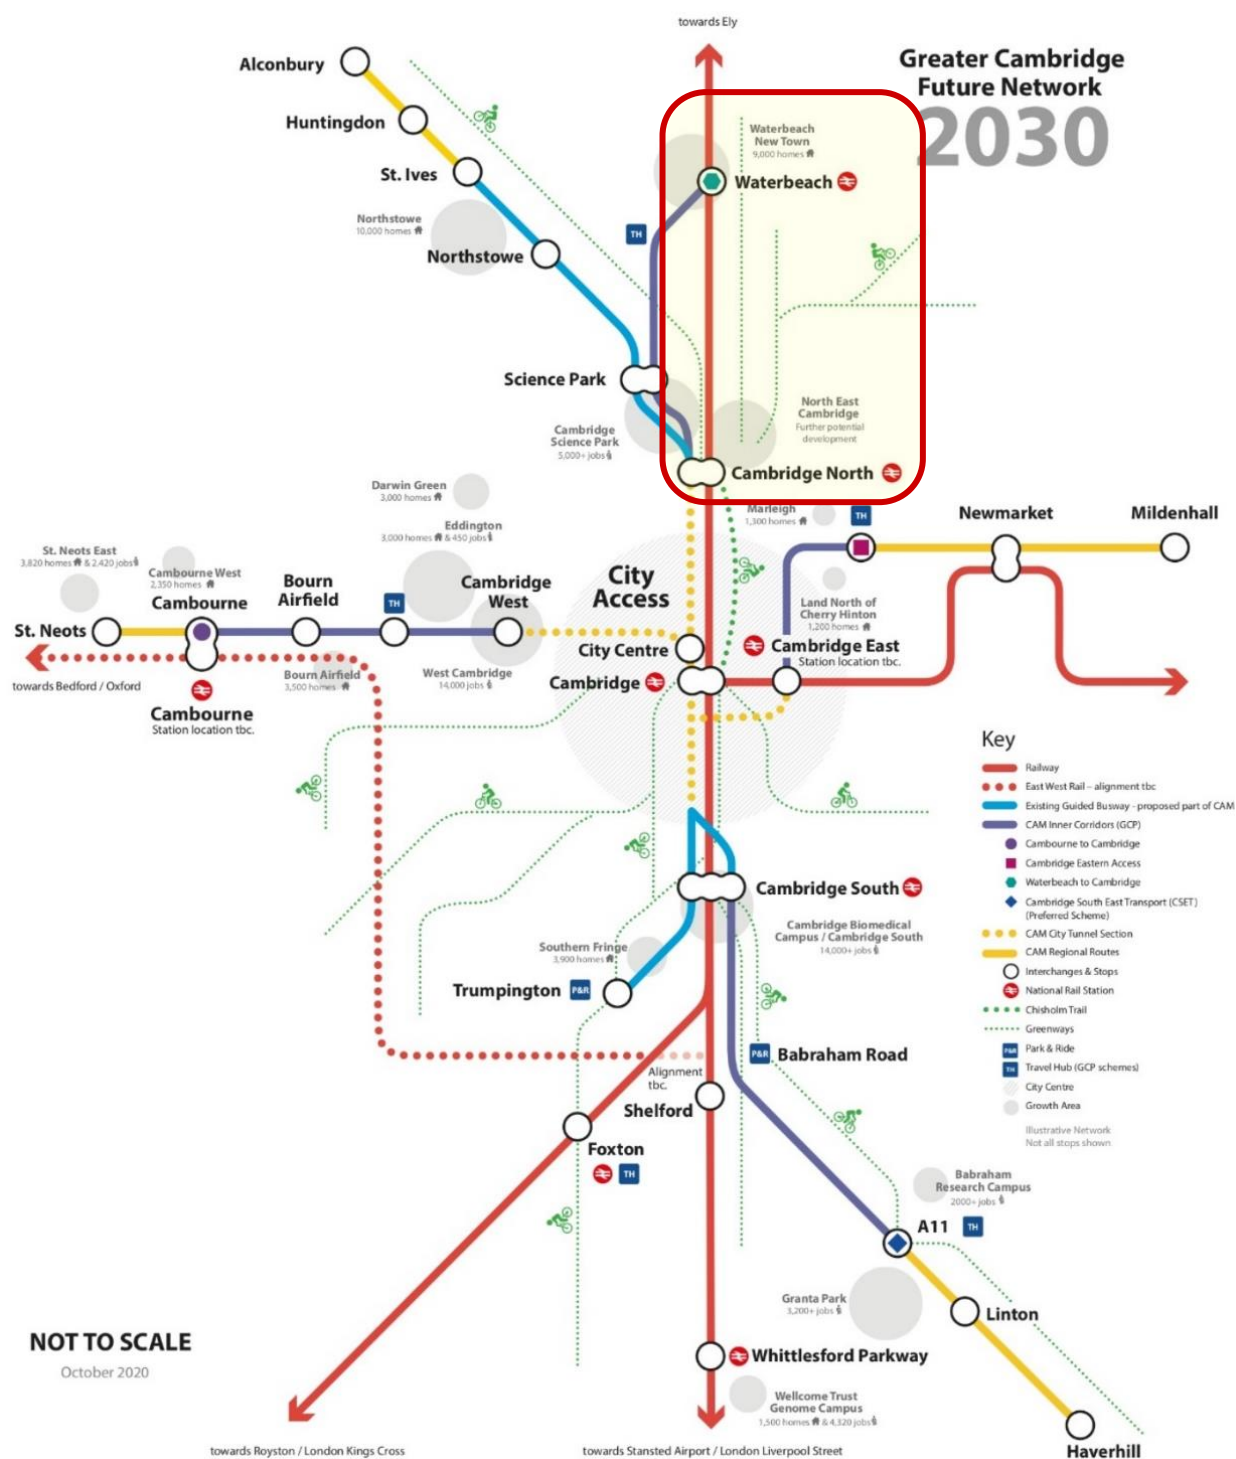 towards Ely
Greater Cambridge
Future Network
2030
Alconbury
Huntingdon
St. Ives
Northstowe
10,000 homes
Northstowe
TH
Waterbeach
New Town
9,000 homes
Waterbeach
Science Park
Cambridge
Science Park
5,000+ jobs
North East
Cambridge
Further potential
development
Cambridge North
Darwin Green
3,000 homes
Eddington
3,000 homes & 450 jobs
Marleigh
1,300 homes
TH
Newmarket
Mildenhall
St. Neots East
3,820 homes & 2,420 jobs
Cambourne West
2,350 homes
Cambourne
Bourn
Airfield
TH
Cambridge
West
City
Access
Land North of
Cherry Hinton
1,200 homes
St. Neots
City Centre
Cambridge East
Station location tbc.
towards Bedford / Oxford
Bourn Airfield
3,500 homes
West Cambridge
14,000 jobs
Cambridge
Cambourne
Station location tbc.
Key
Railway
East West Rail – alignment tbc
Existing Guided Busway - proposed part of CAM
CAM Inner Corridors (GCP)
Cambourne to Cambridge
Cambridge Eastern Access
Waterbeach to Cambridge
Cambridge South East Transport (CSET)
(Preferred Scheme)
CAM City Tunnel Section
CAM Regional Routes
Interchanges & Stops
National Rail Station
Chisholm Trail
Greenways
P&R Park & Ride
TH Travel Hub (GCP schemes)
City Centre
Growth Area
Illustrative Network
Not all stops shown
Cambridge South
Cambridge Biomedical
Campus / Cambridge South
14,000+ jobs
Southern Fringe
3,900 homes
Trumpington P&R
P&R Babraham Road
Alignment
tbc.
Shelford
Foxton
TH
Babraham
Research Campus
2000+ jobs
A11 TH
Granta Park
3,200+ jobs
Linton
NOT TO SCALE
October 2020
Whittlesford Parkway
Wellcome Trust
Genome Campus
1,500 homes & 4,320 jobs
Haverhill
towards Royston / London Kings Cross
towards Stansted Airport / London Liverpool Street